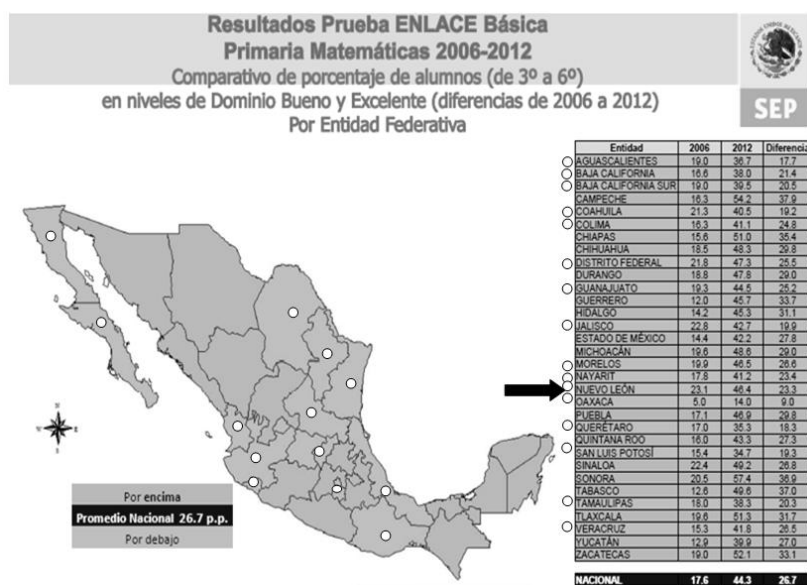 Resultados Prueba ENLACE Básica
Primaria Matemáticas 2006-2012
Comparativo de porcentaje de alumnos (de 3º a 6º)
en niveles de Dominio Bueno y Excelente (diferencias de 2006 a 2012)
Por Entidad Federativa
SEP
Entidad 2006 2012 Diferencia
AGUASCALIENTES 19.0 36.7 17.7
BAJA CALIFORNIA 16.6 38.0 21.4
BAJA CALIFORNIA SUR 19.0 39.5 20.5
CAMPECHE 16.3 54.2 37.9
COAHUILA 21.3 40.5 19.2
COLIMA 16.3 41.1 24.8
CHIAPAS 15.6 51.0 35.4
CHIHUAHUA 18.5 48.3 29.8
DISTRITO FEDERAL 21.8 47.3 25.5
DURANGO 18.8 47.8 29.0
GUANAJUATO 19.3 44.5 25.2
GUERRERO 12.0 45.7 33.7
HIDALGO 14.2 45.3 31.1
JALISCO 22.8 42.7 19.9
ESTADO DE MÉXICO 14.4 42.2 27.8
MICHOACÁN 19.6 48.6 29.0
MORELOS 19.9 46.5 26.6
NAYARIT 17.8 41.2 23.4
NUEVO LEÓN 23.1 46.4 23.3
OAXACA 5.0 14.0 9.0
PUEBLA 17.1 46.9 29.8
QUERÉTARO 17.0 35.3 18.3
QUINTANA ROO 16.0 43.3 27.3
SAN LUIS POTOSÍ 15.4 34.7 19.3
SINALOA 22.4 49.2 26.8
SONORA 20.5 57.4 36.9
TABASCO 12.6 49.6 37.0
TAMAULIPAS 18.0 38.3 20.3
TLAXCALA 19.6 51.3 31.7
VERACRUZ 15.3 41.8 26.5
YUCATÁN 12.9 39.9 27.0
ZACATECAS 19.0 52.1 33.1
NACIONAL 17.6 44.3 26.7
Por encima
Promedio Nacional 26.7 p.p.
Por debajo